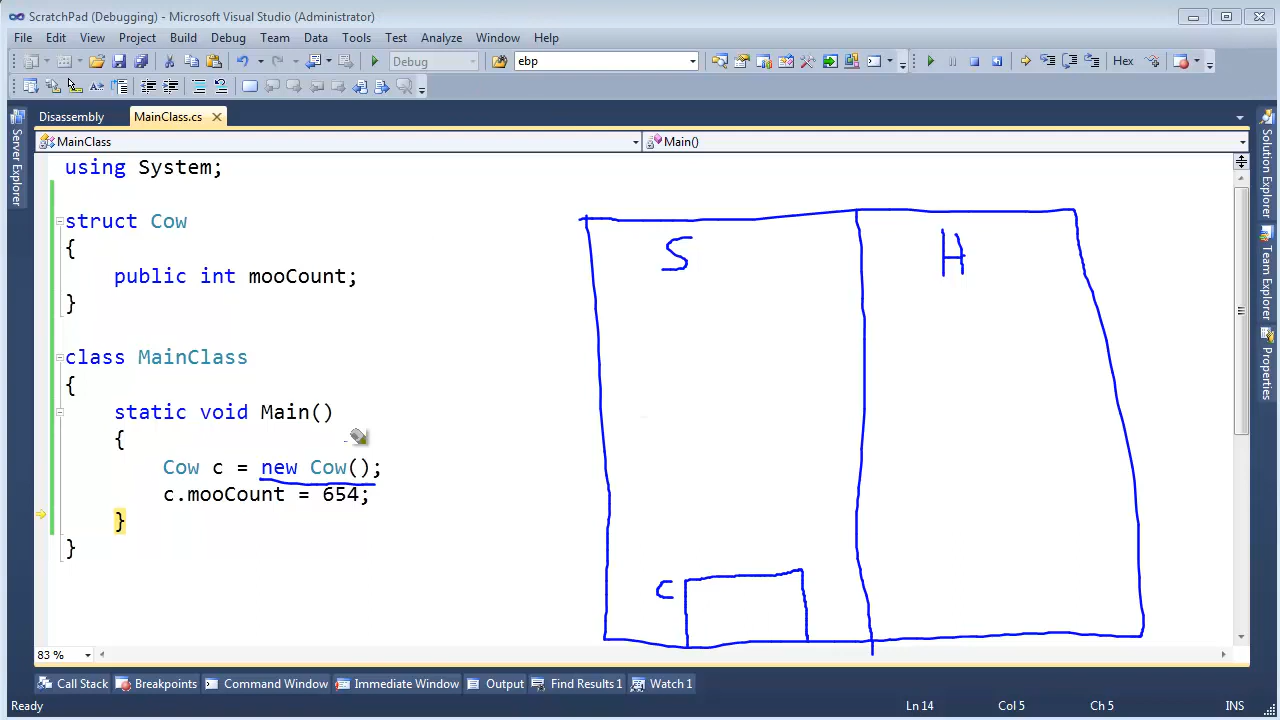 ScratchPad (Debugging) - Microsoft Visual Studio (Administrator)
File Edit View Project Build Debug Team Data Tools Test Analyze Window Help
Debug ebp Hex
Disassembly MainClass.cs
MainClass Main()
using System;
struct Cow
{
public int mooCount;
}
class MainClass
{
static void Main()
{
Cow c = new Cow();
c.mooCount = 654;
}
}
S H
C
Server Explorer
Solution Explorer
Team Explorer
Properties
83 %
Call Stack Breakpoints Command Window Immediate Window Output Find Results 1 Watch 1
Ready Ln 14 Col 5 Ch 5 INS